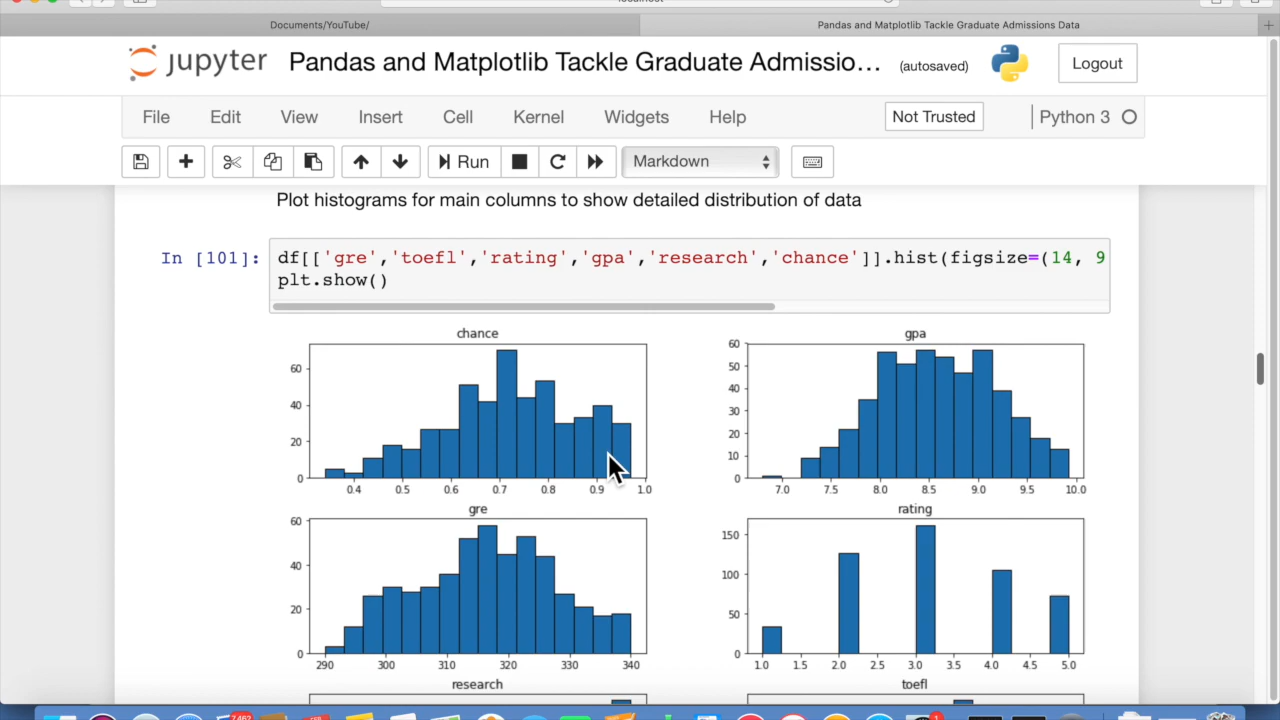 Documents/YouTube/
Pandas and Matplotlib Tackle Graduate Admissions Data
jupyter
Pandas and Matplotlib Tackle Graduate Admissio...
(autosaved)
Logout
File Edit View Insert Cell Kernel Widgets Help
Not Trusted
Python 3
Run
Markdown
Plot histograms for main columns to show detailed distribution of data
In [101]:
df[['gre','toefl','rating','gpa','research','chance']].hist(figsize=(14, 9
plt.show()
chance
60
40
20
0
0.4 0.5 0.6 0.7 0.8 0.9 1.0
gpa
60
50
40
30
20
10
0
7.0 7.5 8.0 8.5 9.0 9.5 10.0
gre
60
40
20
0
290 300 310 320 330 340
rating
150
100
50
0
1.0 1.5 2.0 2.5 3.0 3.5 4.0 4.5 5.0
research
toefl